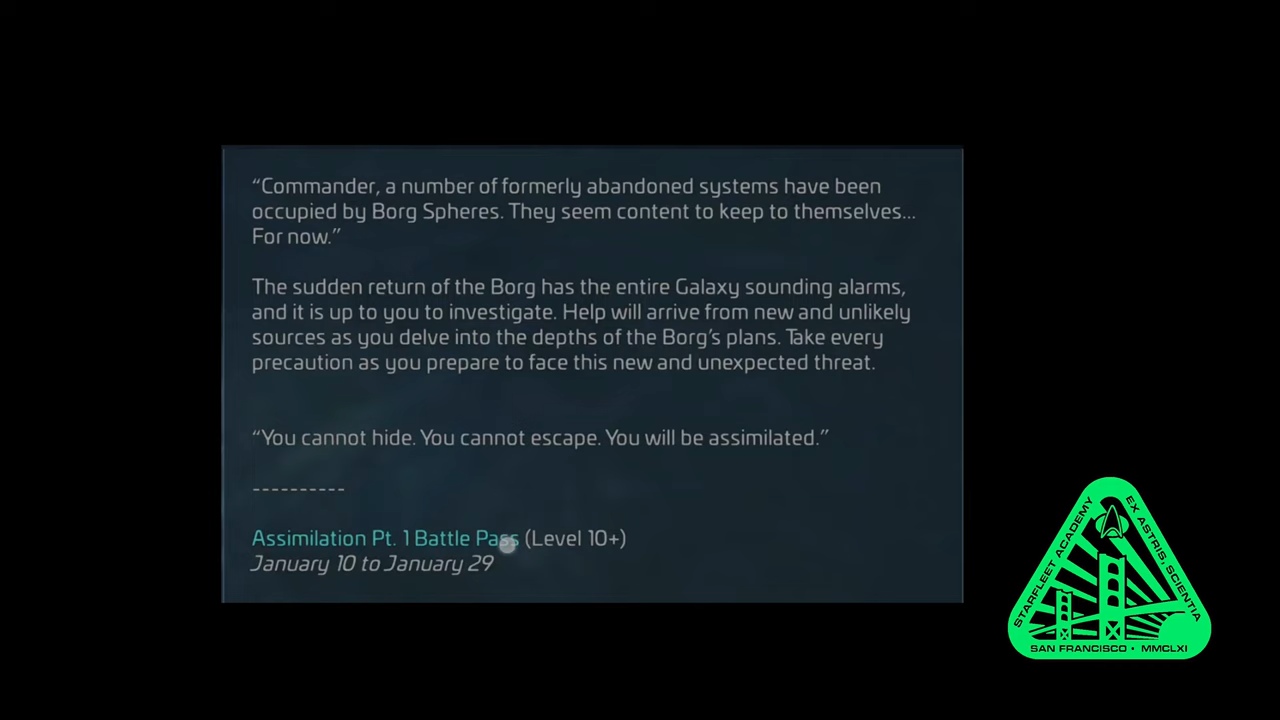 “Commander, a number of formerly abandoned systems have been
occupied by Borg Spheres. They seem content to keep to themselves...
For now.”
The sudden return of the Borg has the entire Galaxy sounding alarms,
and it is up to you to investigate. Help will arrive from new and unlikely
sources as you delve into the depths of the Borg's plans. Take every
precaution as you prepare to face this new and unexpected threat.
“You cannot hide. You cannot escape. You will be assimilated.”
----------
Assimilation Pt. 1 Battle Pass (Level 10+)
January 10 to January 29
STARFLEET ACADEMY
EX ASTRIS, SCIENTIA
SAN FRANCISCO • MMCLXI